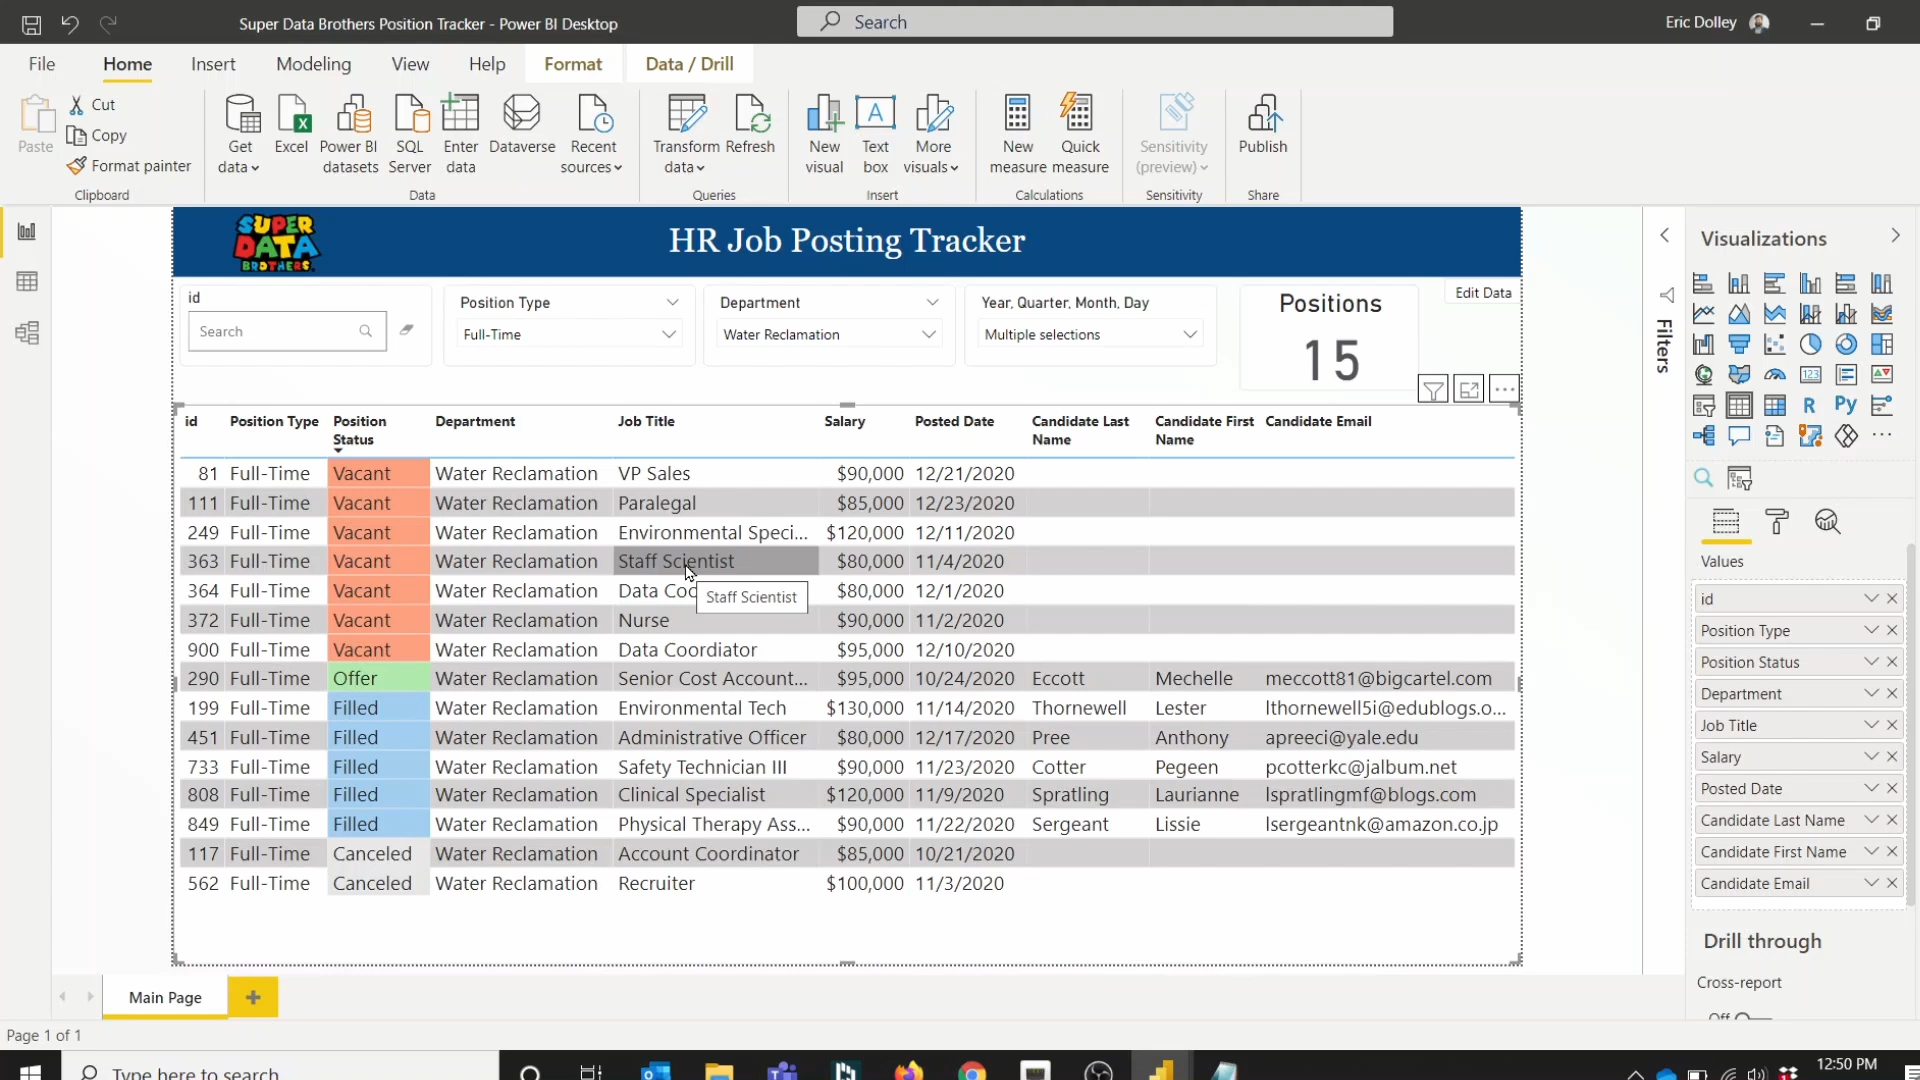 Super Data Brothers Position Tracker - Power BI Desktop
Search
Eric Dolley
File Home Insert Modeling View Help Format Data / Drill
Paste
Cut
Copy
Format painter
Clipboard
Get data
Excel
Power BI datasets
SQL Server
Enter data
Dataverse
Recent sources
Data
Transform data
Refresh
Queries
New visual
Text box
More visuals
Insert
New measure
Quick measure
Calculations
Sensitivity (preview)
Sensitivity
Publish
Share
SUPER
DATA
BROTHERS
HR Job Posting Tracker
id
Search
Position Type
Full-Time
Department
Water Reclamation
Year, Quarter, Month, Day
Multiple selections
Positions
15
Edit Data
id Position Type Position Status Department Job Title Salary Posted Date Candidate Last Name Candidate First Name Candidate Email
81 Full-Time Vacant Water Reclamation VP Sales $90,000 12/21/2020
111 Full-Time Vacant Water Reclamation Paralegal $85,000 12/23/2020
249 Full-Time Vacant Water Reclamation Environmental Speci... $120,000 12/11/2020
363 Full-Time Vacant Water Reclamation Staff Scientist $80,000 11/4/2020
364 Full-Time Vacant Water Reclamation Data Coo $80,000 12/1/2020
Staff Scientist
372 Full-Time Vacant Water Reclamation Nurse $90,000 11/2/2020
900 Full-Time Vacant Water Reclamation Data Coordiator $95,000 12/10/2020
290 Full-Time Offer Water Reclamation Senior Cost Account... $95,000 10/24/2020 Eccott Mechelle meccott81@bigcartel.com
199 Full-Time Filled Water Reclamation Environmental Tech $130,000 11/14/2020 Thornewell Lester lthornewell5i@edublogs.o...
451 Full-Time Filled Water Reclamation Administrative Officer $80,000 12/17/2020 Pree Anthony apreeci@yale.edu
733 Full-Time Filled Water Reclamation Safety Technician III $90,000 11/23/2020 Cotter Pegeen pcotterkc@jalbum.net
808 Full-Time Filled Water Reclamation Clinical Specialist $120,000 11/9/2020 Spratling Laurianne lspratlingmf@blogs.com
849 Full-Time Filled Water Reclamation Physical Therapy Ass... $90,000 11/22/2020 Sergeant Lissie lsergeantnk@amazon.co.jp
117 Full-Time Canceled Water Reclamation Account Coordinator $85,000 10/21/2020
562 Full-Time Canceled Water Reclamation Recruiter $100,000 11/3/2020
Filters
Visualizations
R Py
123
Values
id
Position Type
Position Status
Department
Job Title
Salary
Posted Date
Candidate Last Name
Candidate First Name
Candidate Email
Drill through
Cross-report
Off
Main Page
Page 1 of 1
Type here to search
12:50 PM